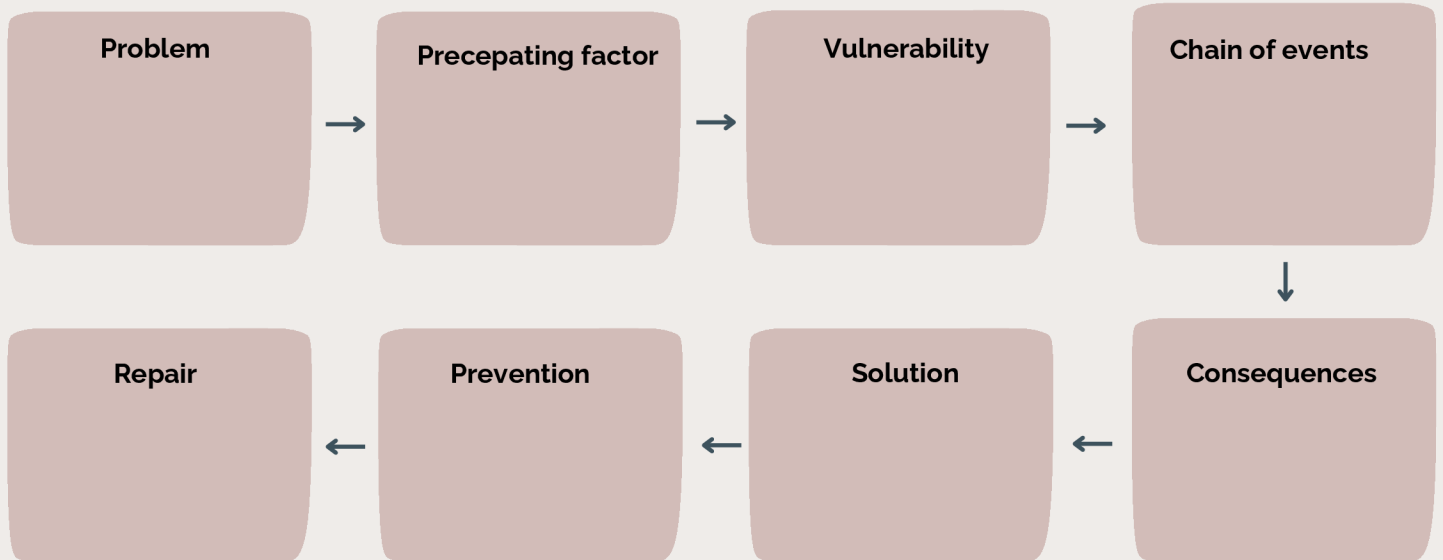 Problem
Precepating factor
Vulnerability
Chain of events
Consequences
Solution
Prevention
Repair